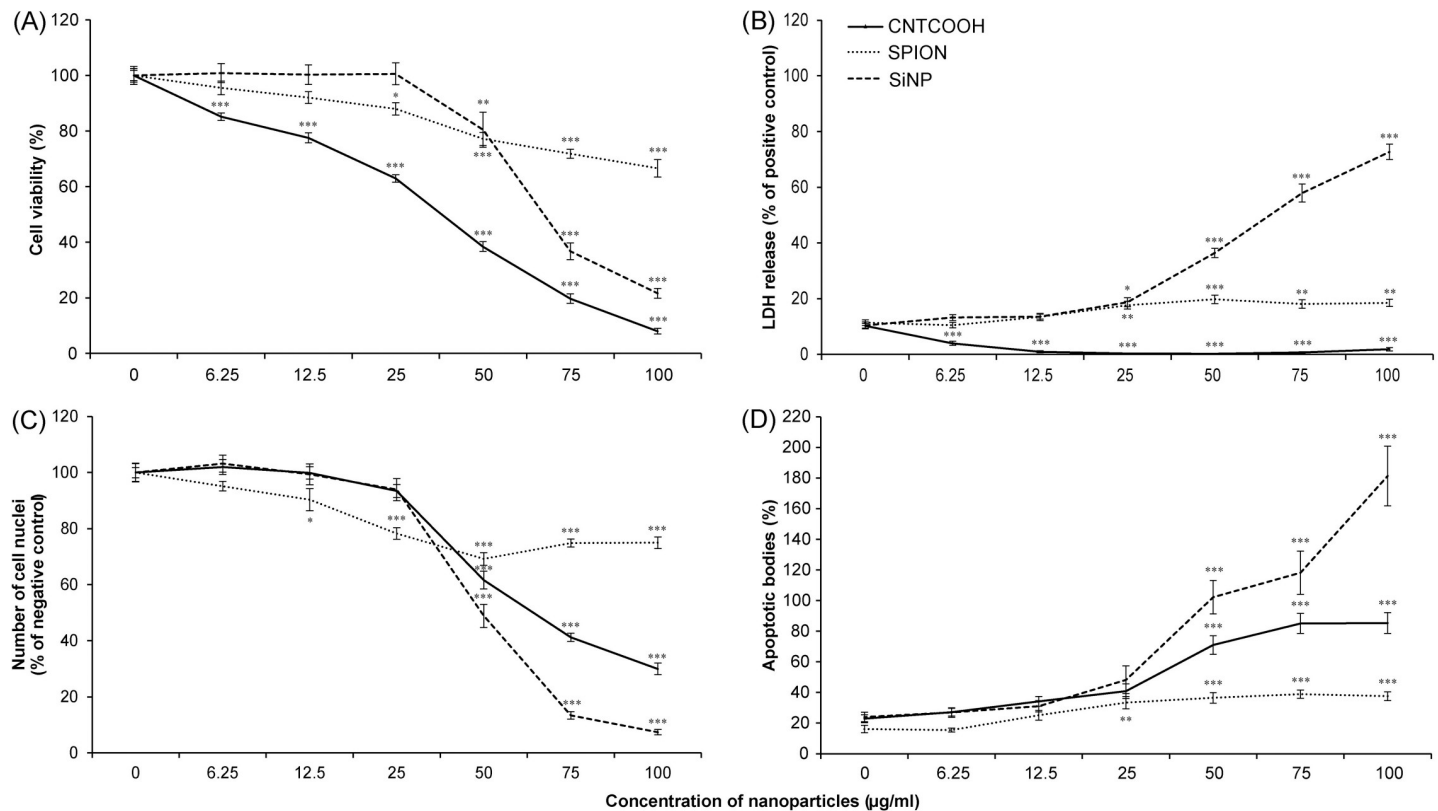 (A)
120
100
80
60
40
20
0
Cell viability (%)
*** *** *** *** *** ***
* *** *** ***
** *** ***
0 6.25 12.5 25 50 75 100
(B)
120
100
80
60
40
20
0
LDH release (% of positive control)
CNTCOOH
SPION
SiNP
*** *** *** *** *** ***
** *** ** **
* *** *** ***
0 6.25 12.5 25 50 75 100
(C)
120
100
80
60
40
20
0
Number of cell nuclei
(% of negative control)
* *** *** *** ***
*** *** ***
*** *** ***
0 6.25 12.5 25 50 75 100
(D)
220
200
180
160
140
120
100
80
60
40
20
0
Apoptotic bodies (%)
*** *** ***
*** *** ***
** *** *** ***
0 6.25 12.5 25 50 75 100
Concentration of nanoparticles (µg/ml)